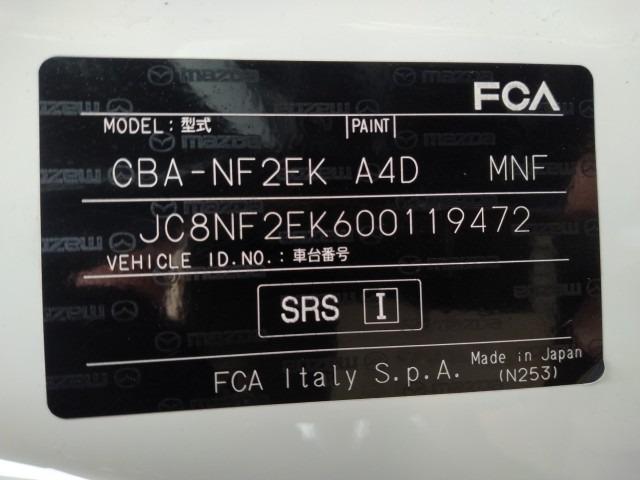 FCA
MODEL: 型式 PAINT
CBA-NF2EK A4D MNF
JC8NF2EK600119472
VEHICLE ID.NO.: 車台番号
SRS I
FCA Italy S.p.A. Made in Japan
(N253)